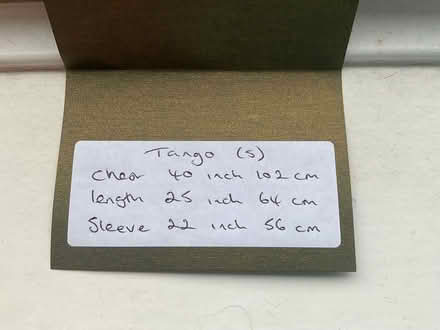 Tango (s)
Chest 40 inch 102 cm
length 25 inch 64 cm
Sleeve 22 inch 56 cm